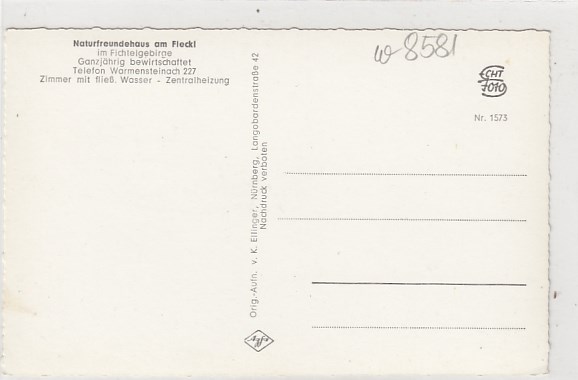 Naturfreundehaus am Fleckl
im Fichtelgebirge
Ganzjährig bewirtschaftet
Telefon Warmensteinach 227
Zimmer mit fließ. Wasser - Zentralheizung
w 8581
ECHT
FOTO
Nr. 1573
Orig.-Aufn. v. K. Ellinger, Nürnberg, Langobardenstraße 42
Nachdruck verboten
Agfa